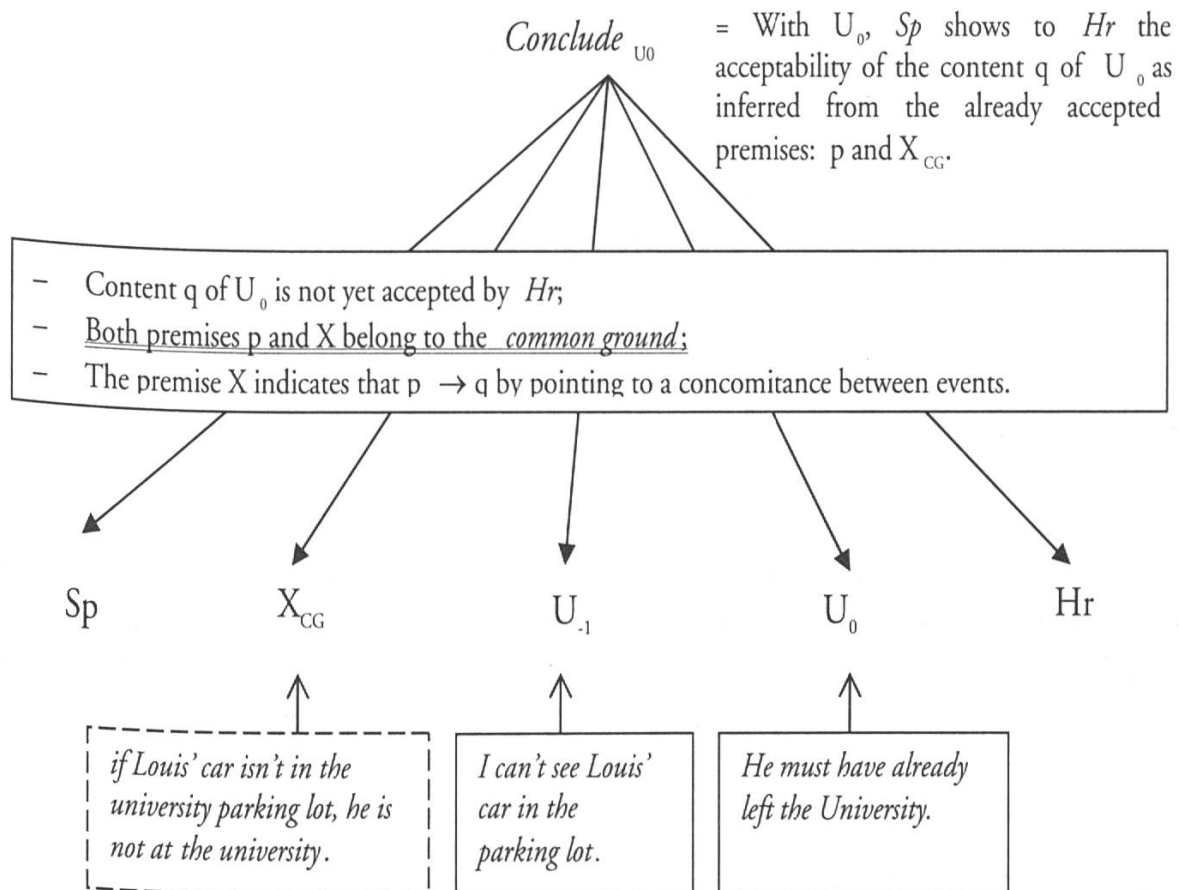 Conclude U0
= With U0, Sp shows to Hr the
acceptability of the content q of U0 as
inferred from the already accepted
premises: p and XCG.
– Content q of U0 is not yet accepted by Hr;
– Both premises p and X belong to the common ground;
– The premise X indicates that p → q by pointing to a concomitance between events.
Sp XCG U-1 U0 Hr
if Louis' car isn't in the
university parking lot, he is
not at the university.
I can't see Louis'
car in the
parking lot.
He must have already
left the University.